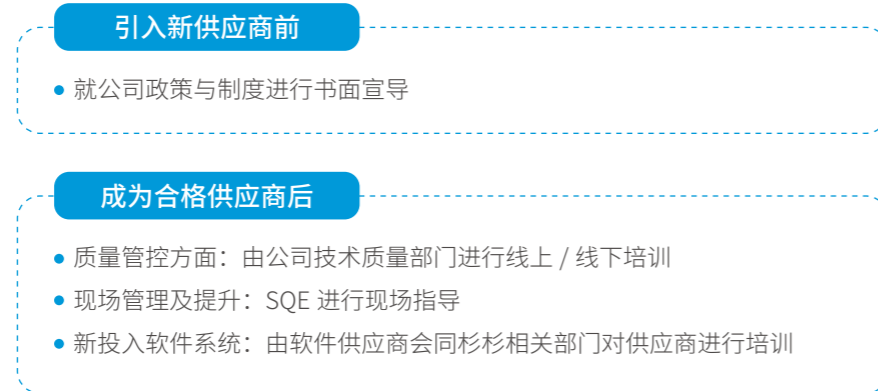 引入新供应商前
就公司政策与制度进行书面宣导
成为合格供应商后
质量管控方面：由公司技术质量部门进行线上 / 线下培训
现场管理及提升：SQE 进行现场指导
新投入软件系统：由软件供应商会同杉杉相关部门对供应商进行培训